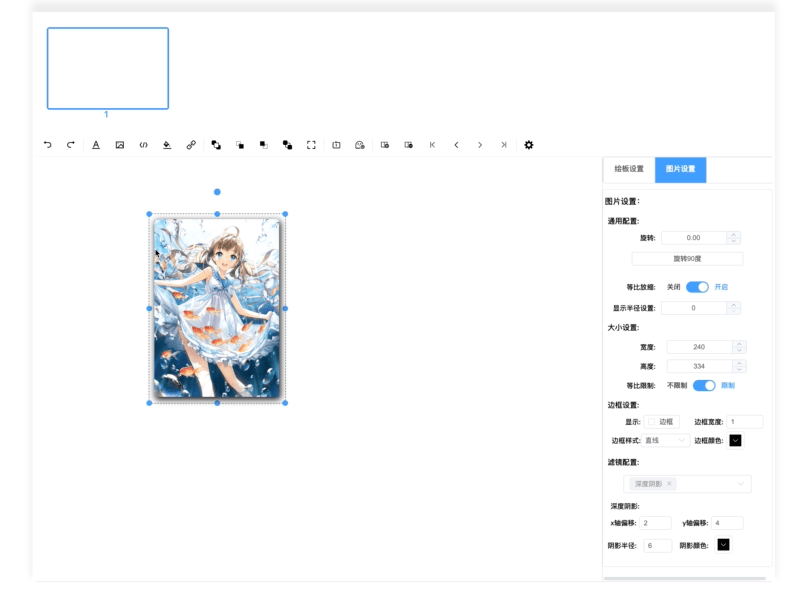 1
绘板设置 图片设置
图片设置：
通用配置:
旋转: 0.00
旋转90度
等比放缩: 关闭 开启
显示半径设置: 0
大小设置:
宽度: 240
高度: 334
等比限制: 不限制 限制
边框设置:
显示: 边框 边框宽度: 1
边框样式: 直线 边框颜色:
滤镜配置:
深度阴影 ×
深度阴影:
x轴偏移: 2 y轴偏移: 4
阴影半径: 6 阴影颜色: